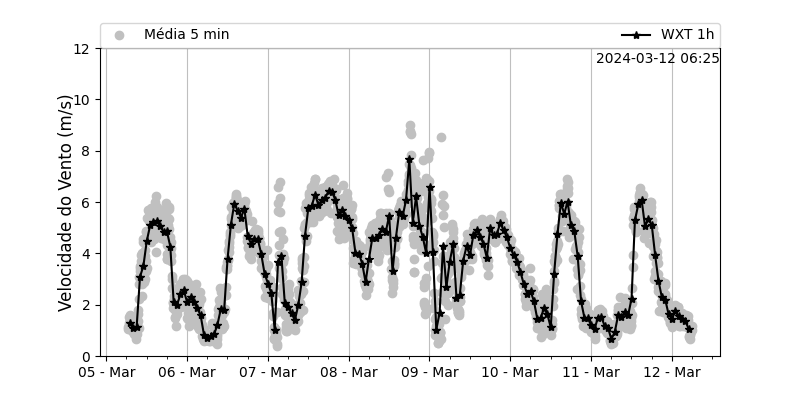 Média 5 min
WXT 1h
2024-03-12 06:25
Velocidade do Vento (m/s)
12
10
8
6
4
2
0
05 - Mar
06 - Mar
07 - Mar
08 - Mar
09 - Mar
10 - Mar
11 - Mar
12 - Mar